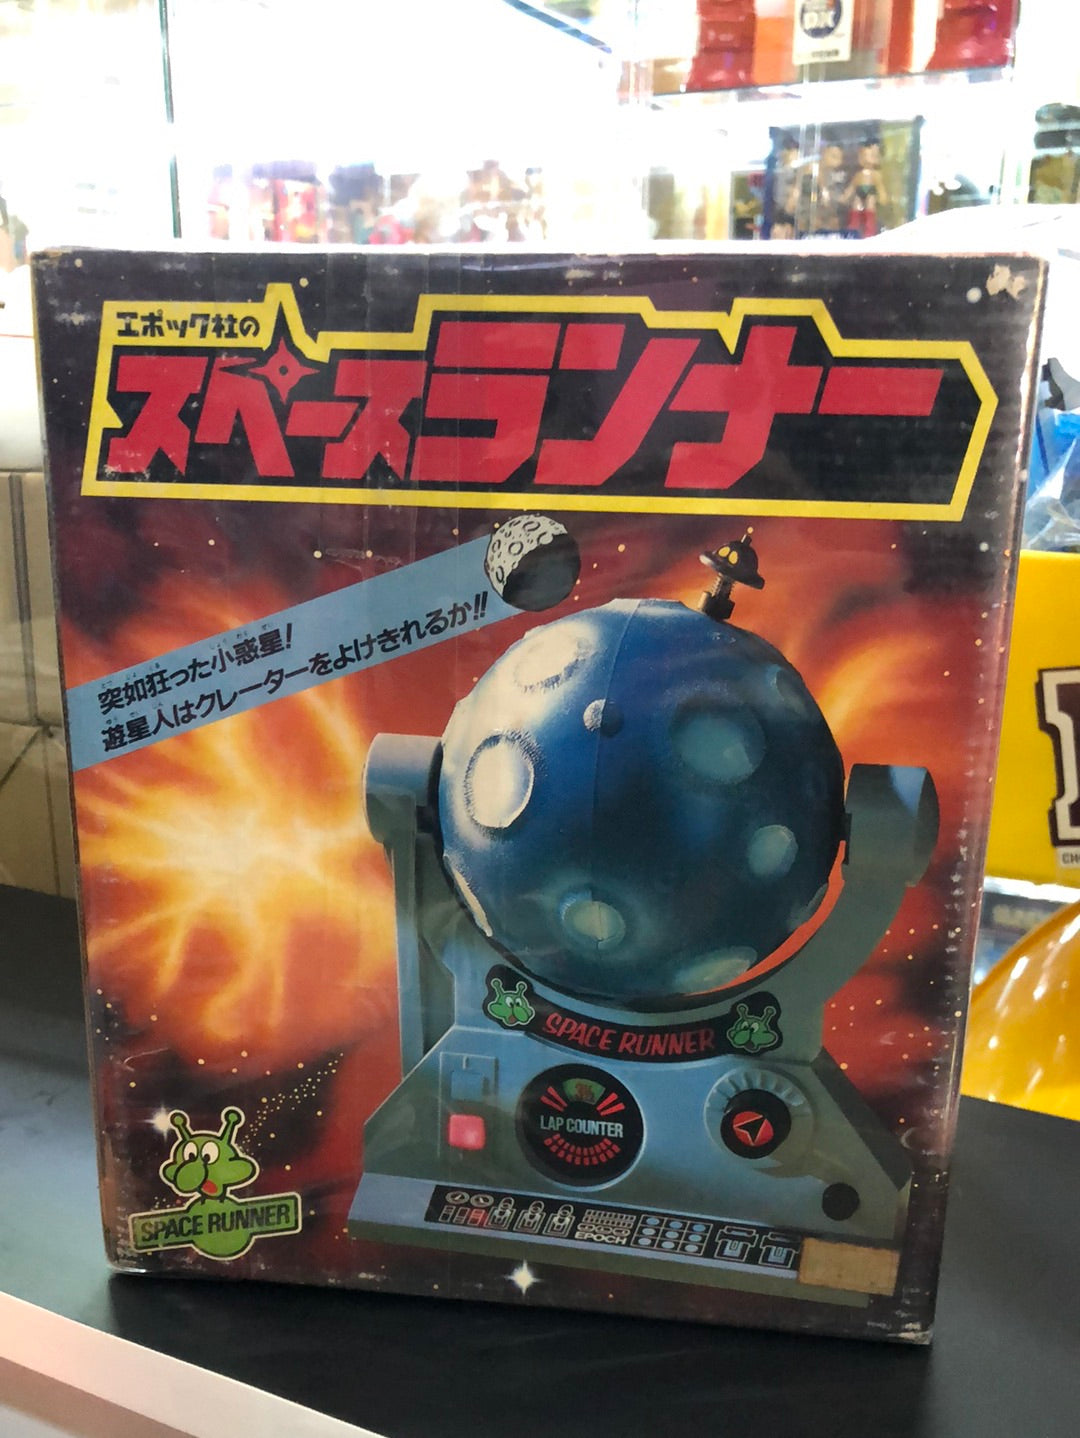 DX
エポック社の
スペースランナー
突如狂った小惑星!
遊星人はクレーターをよけきれるか!!
SPACE RUNNER
LAP COUNTER
EPOCH
SPACE RUNNER